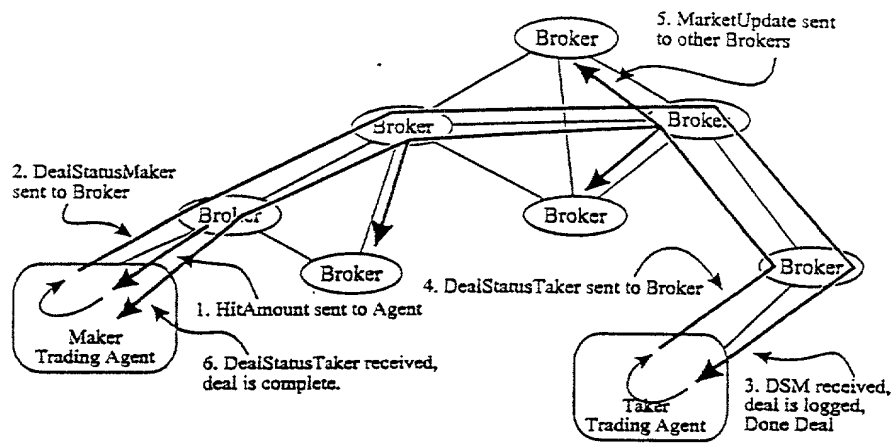 Broker
5. MarketUpdate sent
to other Brokers
Broker
Broker
2. DealStatusMaker
sent to Broker
Broker
Broker
Broker
Broker
4. DealStatusTaker sent to Broker
1. HitAmount sent to Agent
Maker
Trading Agent
6. DealStatusTaker received,
deal is complete.
Taker
Trading Agent
3. DSM received,
deal is logged,
Done Deal